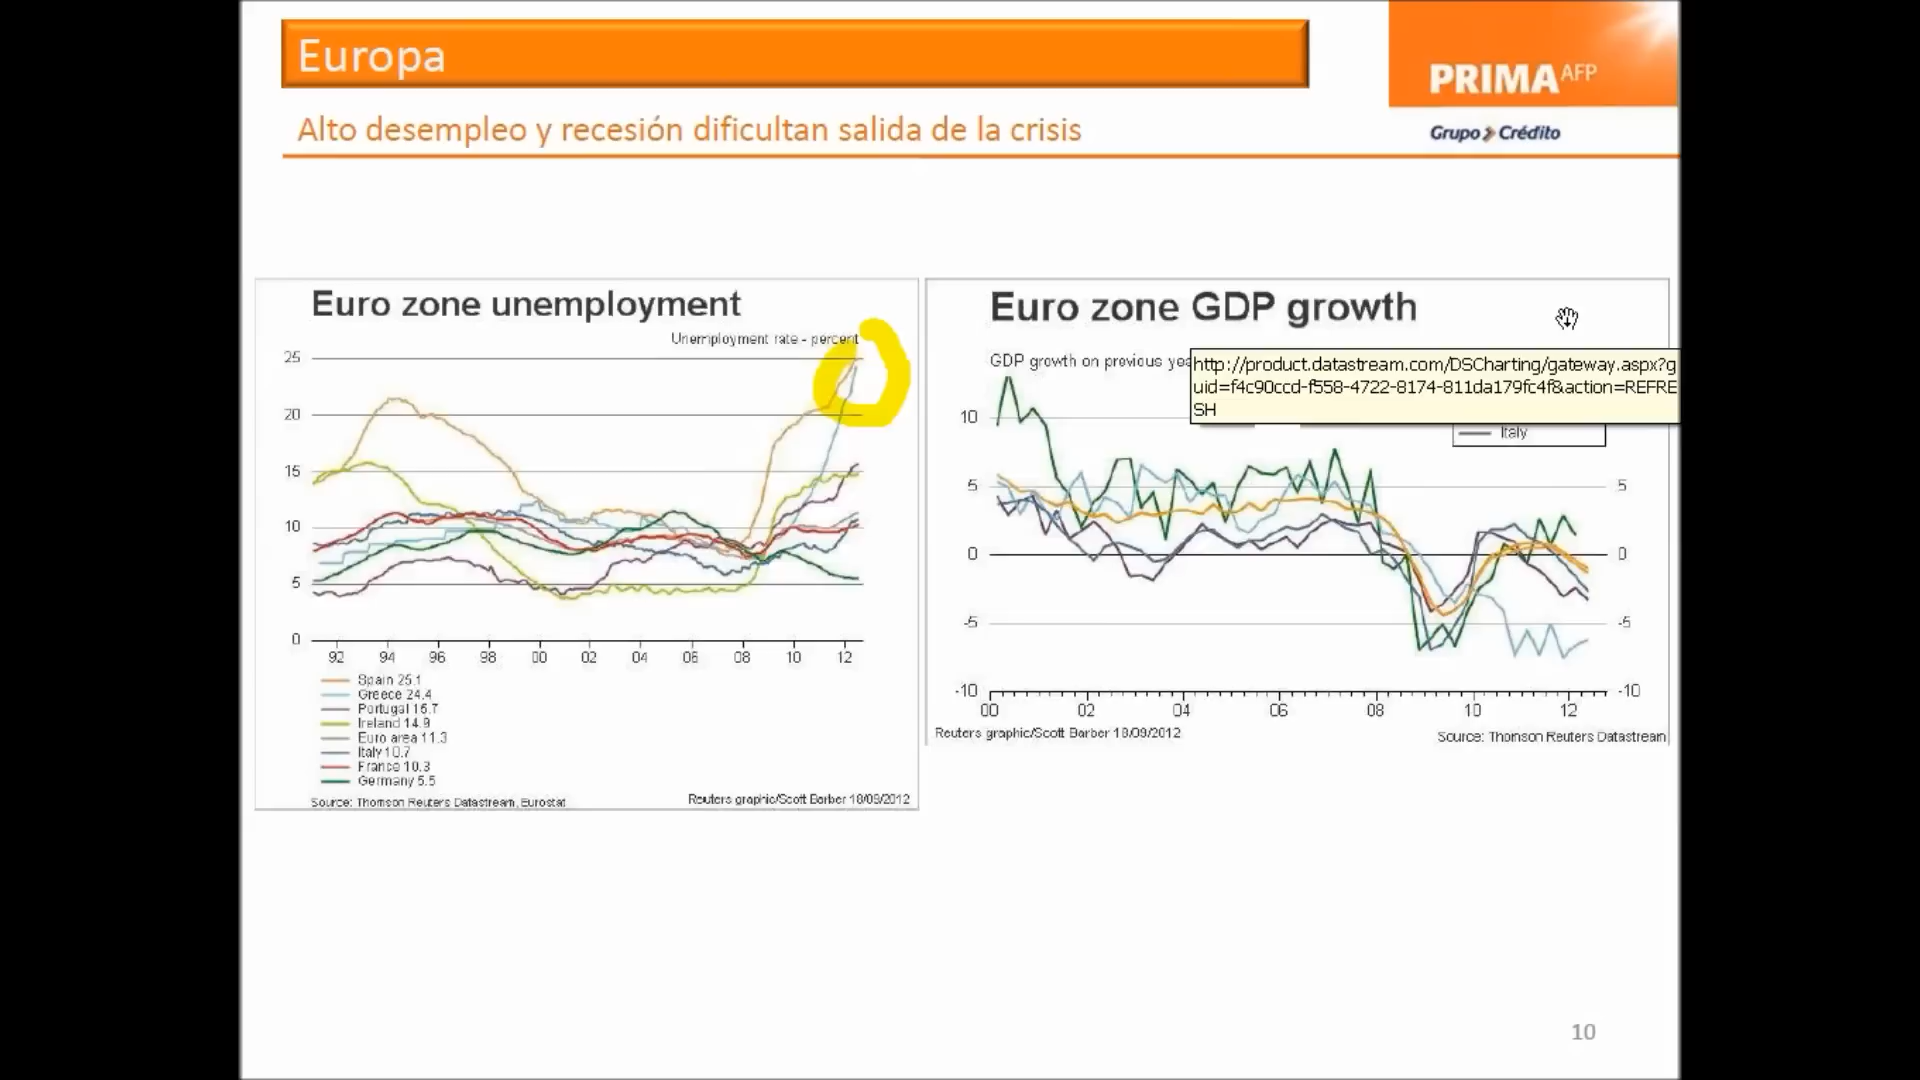 Europa
PRIMA AFP
Grupo Crédito
Alto desempleo y recesión dificultan salida de la crisis
Euro zone unemployment
Unemployment rate - percent
25
20
15
10
5
0
92 94 96 98 00 02 04 06 08 10 12
Spain 25.1
Greece 24.4
Portugal 15.7
Ireland 14.9
Euro area 11.3
Italy 10.7
France 10.3
Germany 5.5
Source: Thomson Reuters Datastream, Eurostat
Reuters graphic/Scott Barber 18/09/2012
Euro zone GDP growth
GDP growth on previous yea
http://product.datastream.com/DSCharting/gateway.aspx?g
uid=f4c90ccd-f558-4722-8174-811da179fc4f&action=REFRE
SH
Italy
10
5 5
0 0
-5 -5
-10 -10
00 02 04 06 08 10 12
Reuters graphic/Scott Barber 18/09/2012
Source: Thomson Reuters Datastream
10